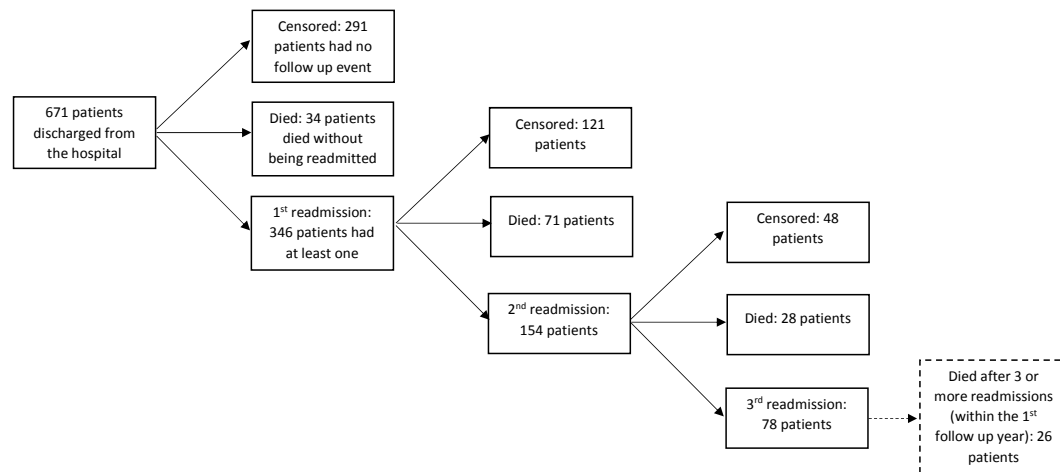 671 patients
discharged from
the hospital
Censored: 291
patients had no
follow up event
Died: 34 patients
died without
being readmitted
1st readmission:
346 patients had
at least one
Censored: 121
patients
Died: 71 patients
2nd readmission:
154 patients
Censored: 48
patients
Died: 28 patients
3rd readmission:
78 patients
Died after 3 or
more readmissions
(within the 1st
follow up year): 26
patients